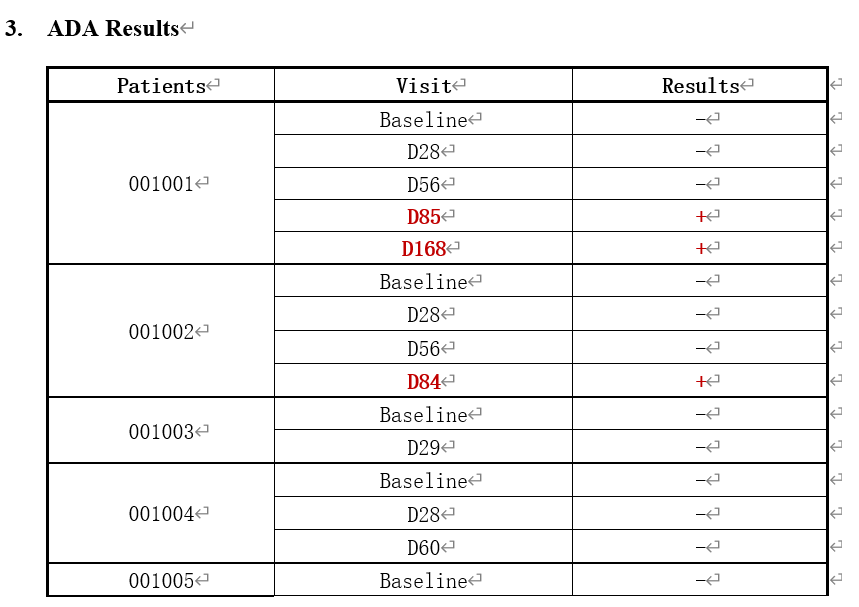 3. ADA Results
Patients Visit Results
001001 Baseline −
D28 −
D56 −
D85 +
D168 +
001002 Baseline −
D28 −
D56 −
D84 +
001003 Baseline −
D29 −
001004 Baseline −
D28 −
D60 −
001005 Baseline −